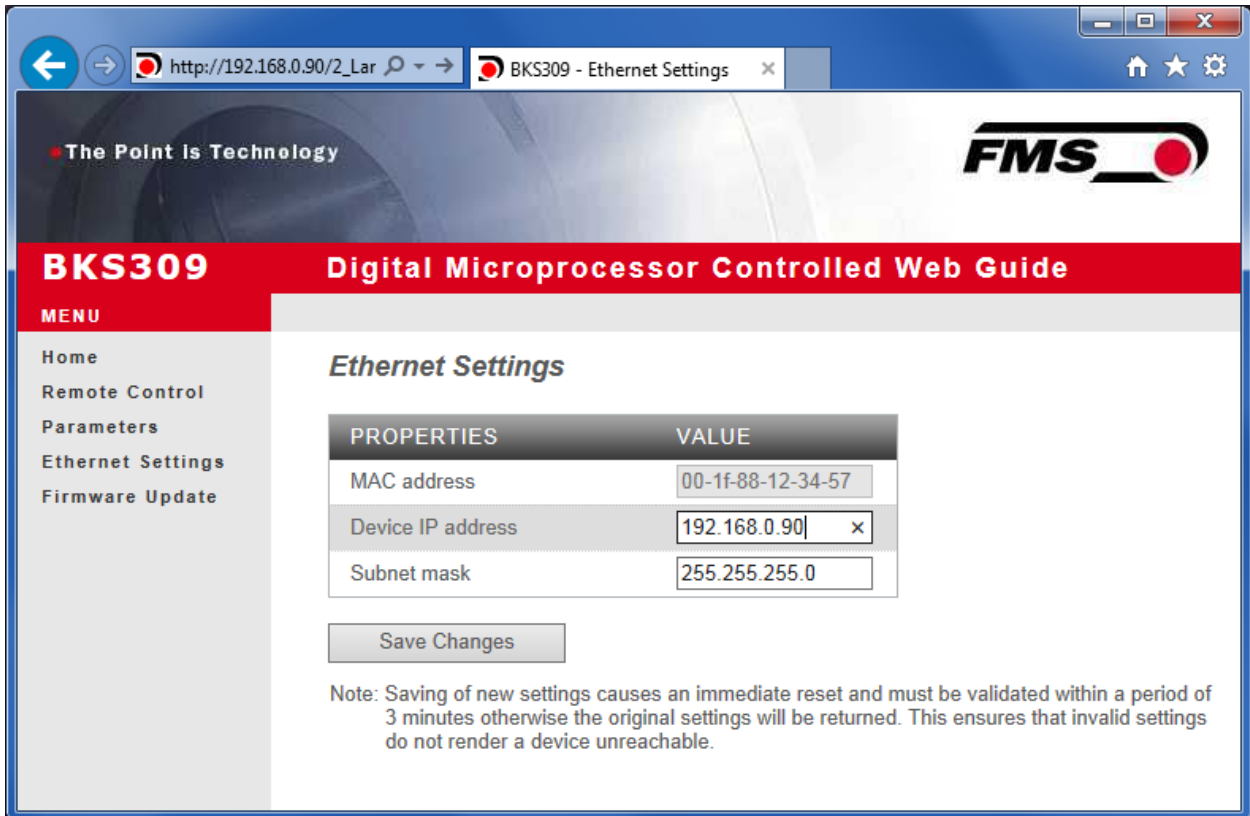 http://192.168.0.90/2_Lar
BKS309 - Ethernet Settings
The Point is Technology
FMS
BKS309
Digital Microprocessor Controlled Web Guide
MENU
Home
Remote Control
Parameters
Ethernet Settings
Firmware Update
Ethernet Settings
PROPERTIES VALUE
MAC address 00-1f-88-12-34-57
Device IP address 192.168.0.90
Subnet mask 255.255.255.0
Save Changes
Note: Saving of new settings causes an immediate reset and must be validated within a period of
3 minutes otherwise the original settings will be returned. This ensures that invalid settings
do not render a device unreachable.